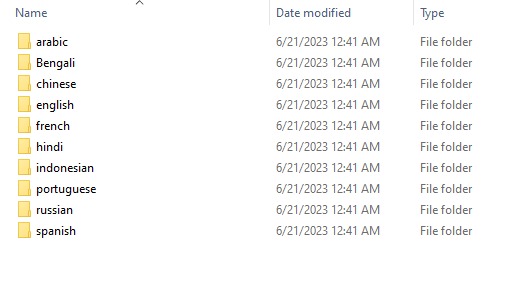 Name Date modified Type
arabic 6/21/2023 12:41 AM File folder
Bengali 6/21/2023 12:41 AM File folder
chinese 6/21/2023 12:41 AM File folder
english 6/21/2023 12:41 AM File folder
french 6/21/2023 12:41 AM File folder
hindi 6/21/2023 12:41 AM File folder
indonesian 6/21/2023 12:41 AM File folder
portuguese 6/21/2023 12:41 AM File folder
russian 6/21/2023 12:41 AM File folder
spanish 6/21/2023 12:41 AM File folder